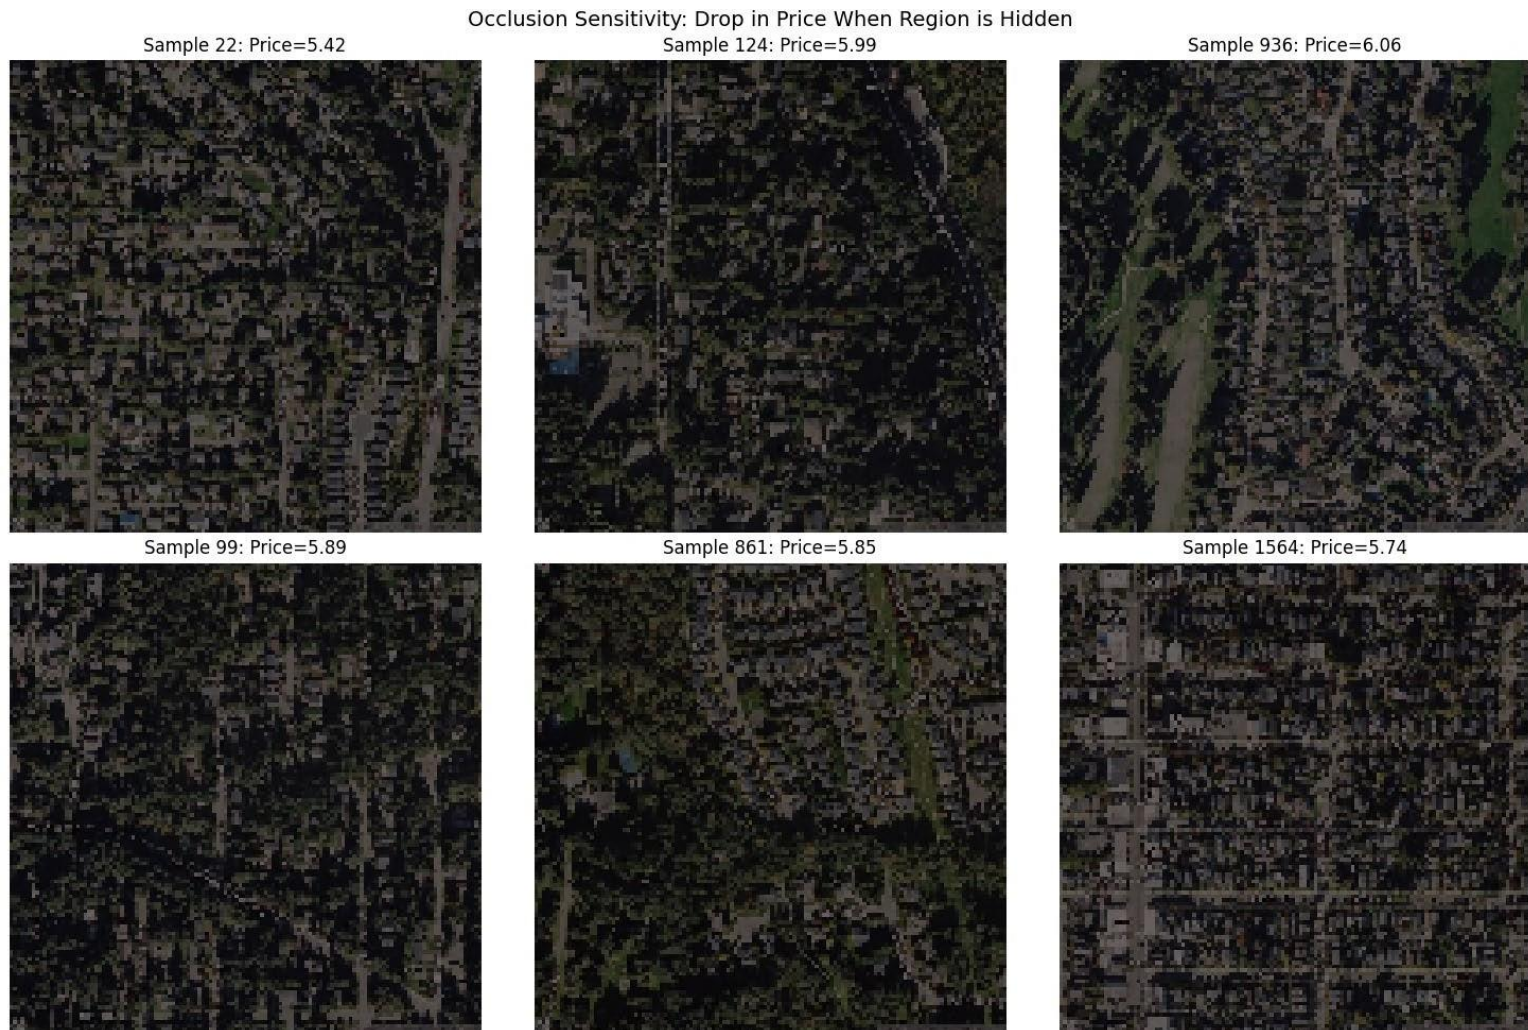 Occlusion Sensitivity: Drop in Price When Region is Hidden
Sample 22: Price=5.42
Sample 124: Price=5.99
Sample 936: Price=6.06
Sample 99: Price=5.89
Sample 861: Price=5.85
Sample 1564: Price=5.74